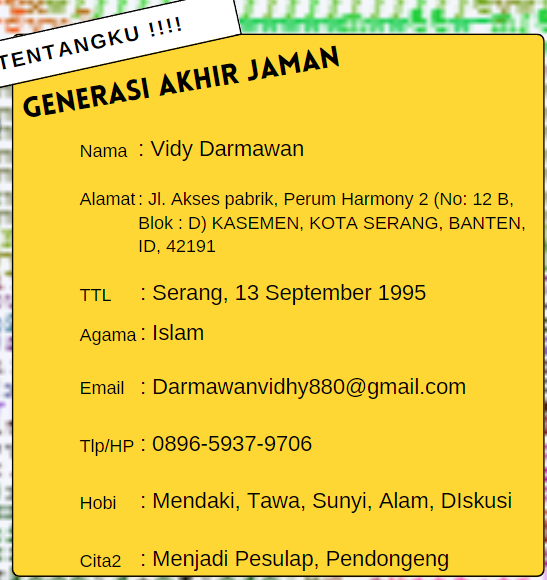 TENTANGKU !!!!
GENERASI AKHIR JAMAN
Nama : Vidy Darmawan
Alamat : Jl. Akses pabrik, Perum Harmony 2 (No: 12 B,
Blok : D) KASEMEN, KOTA SERANG, BANTEN,
ID, 42191
TTL : Serang, 13 September 1995
Agama : Islam
Email : Darmawanvidhy880@gmail.com
Tlp/HP : 0896-5937-9706
Hobi : Mendaki, Tawa, Sunyi, Alam, DIskusi
Cita2 : Menjadi Pesulap, Pendongeng